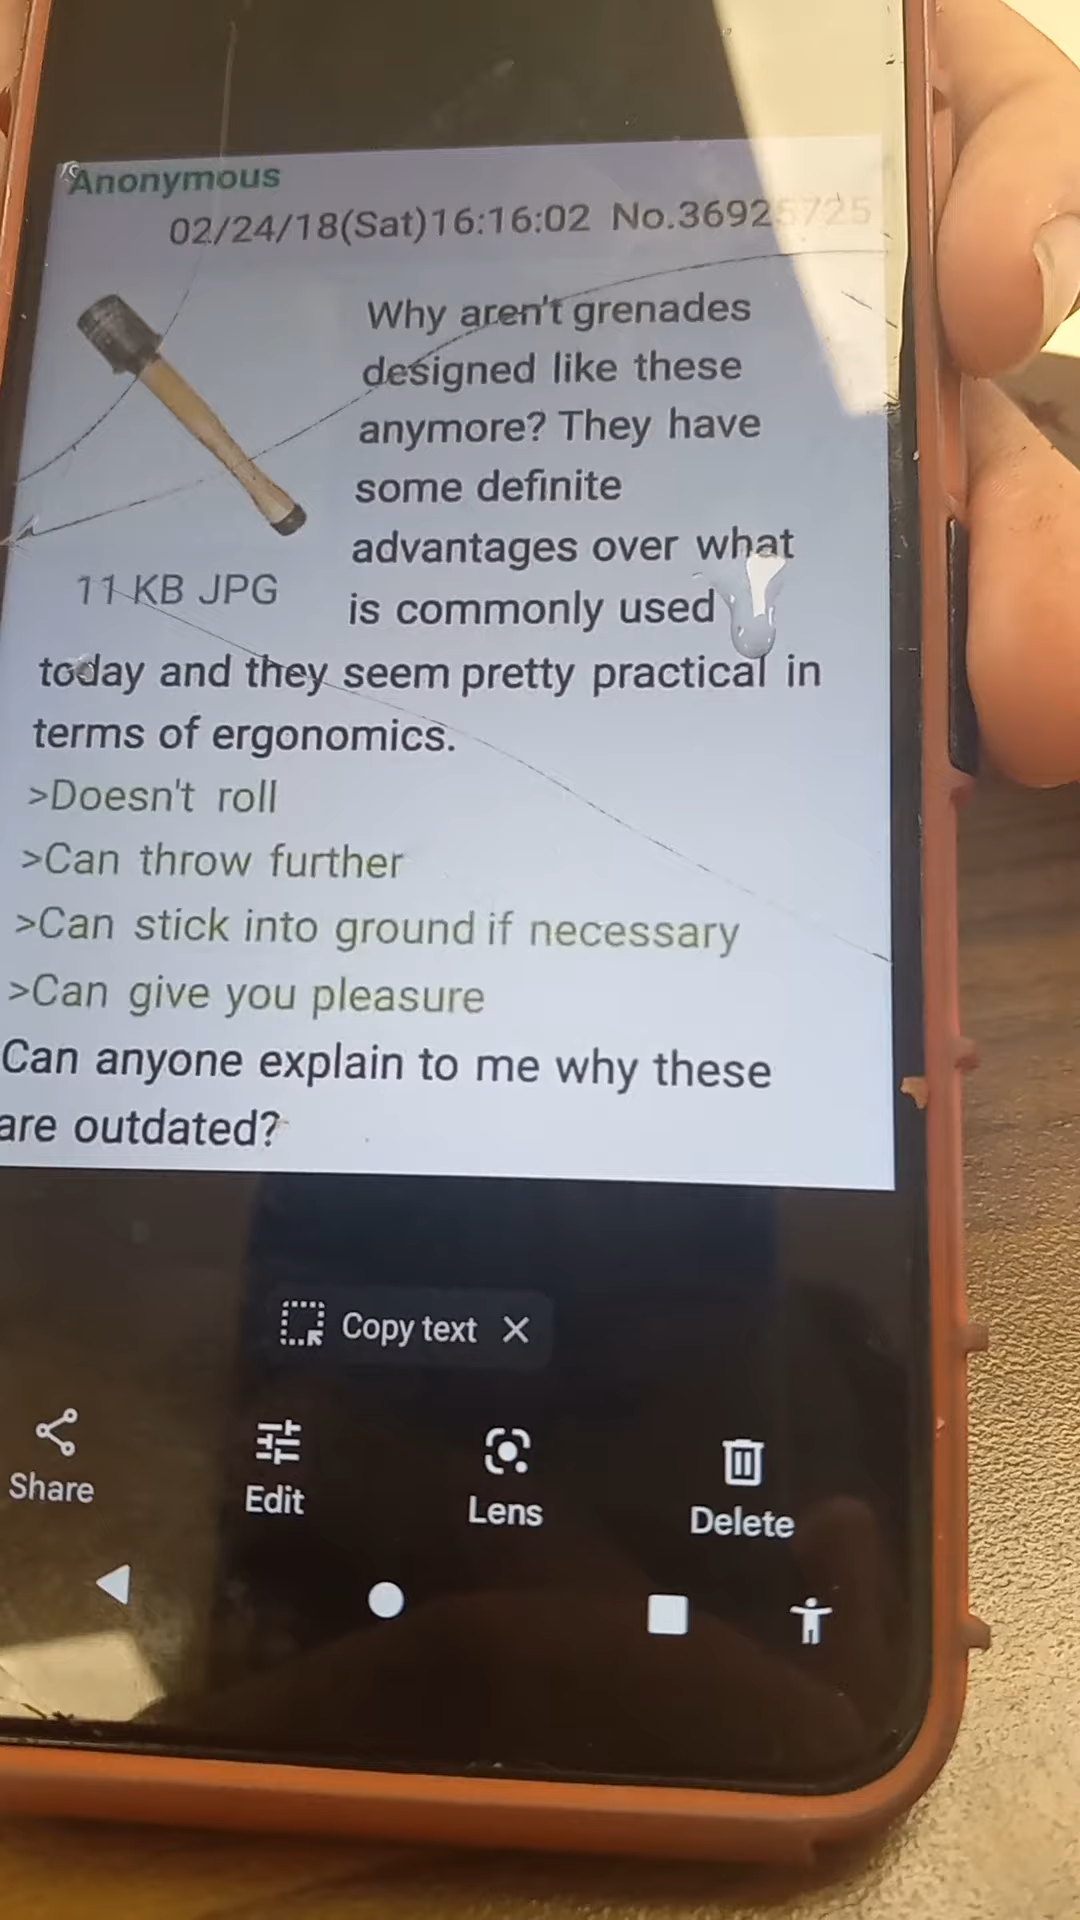 Anonymous
02/24/18(Sat)16:16:02 No.36925725
Why aren't grenades
designed like these
anymore? They have
some definite
advantages over what
11 KB JPG
is commonly used
today and they seem pretty practical in
terms of ergonomics.
>Doesn't roll
>Can throw further
>Can stick into ground if necessary
>Can give you pleasure
Can anyone explain to me why these
are outdated?
Copy text
Share
Edit
Lens
Delete